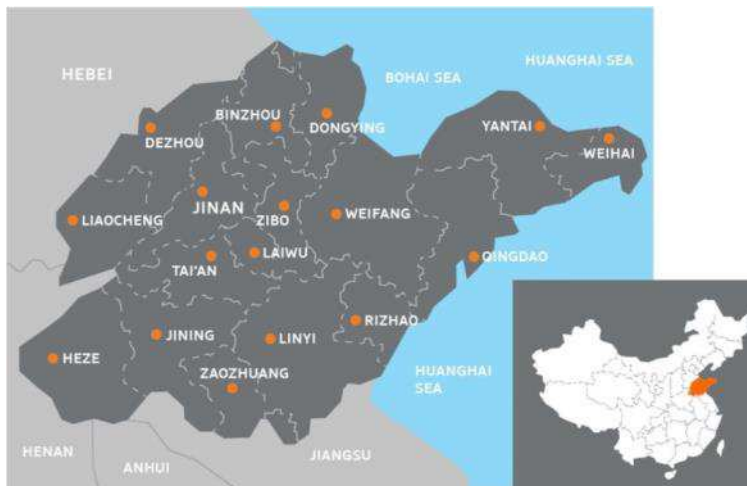 HUANGHAI SEA
HEBEI
BOHAI SEA
BINZHOU
DONGYING
YANTAI
DEZHOU
WEIHAI
JINAN
ZIBO
WEIFANG
LIAOCHENG
LAIWU
TAI'AN
QINGDAO
RIZHAO
JINING
LINYI
HEZE
ZAOZHUANG
HUANGHAI
SEA
HENAN
JIANGSU
ANHUI